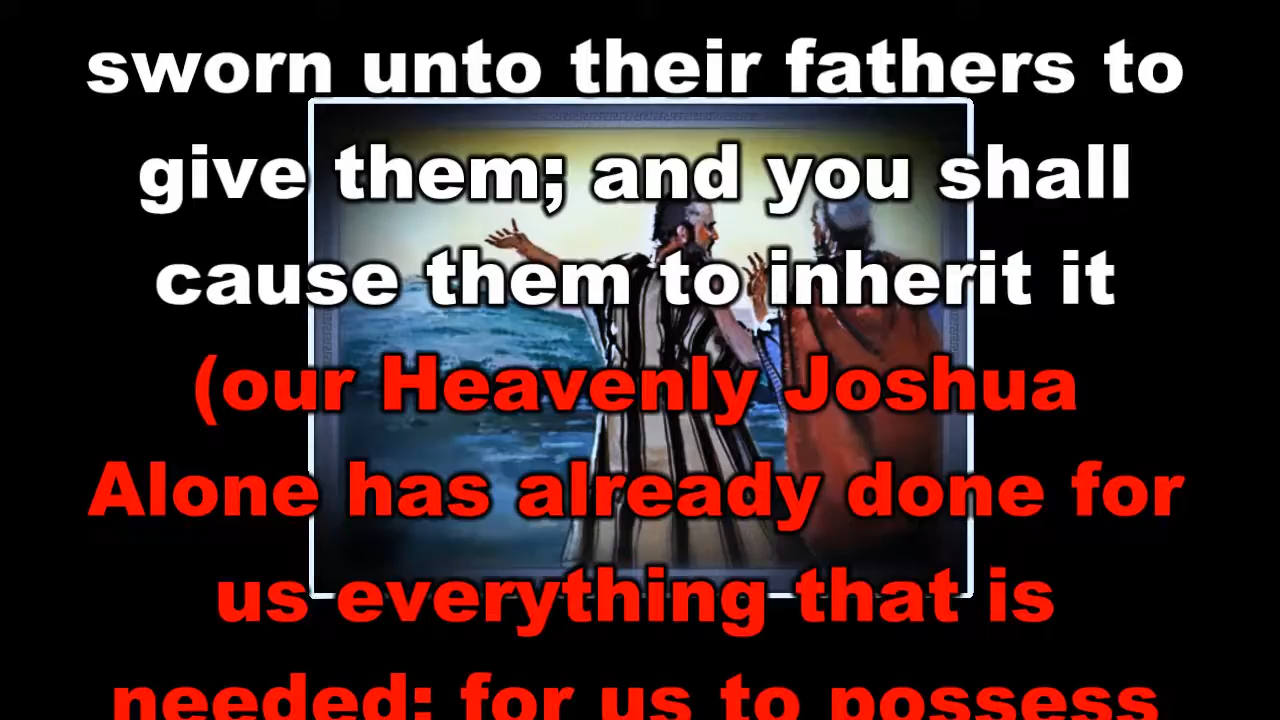 sworn unto their fathers to
give them; and you shall
cause them to inherit it
(our Heavenly Joshua
Alone has already done for
us everything that is
needed; for us to possess